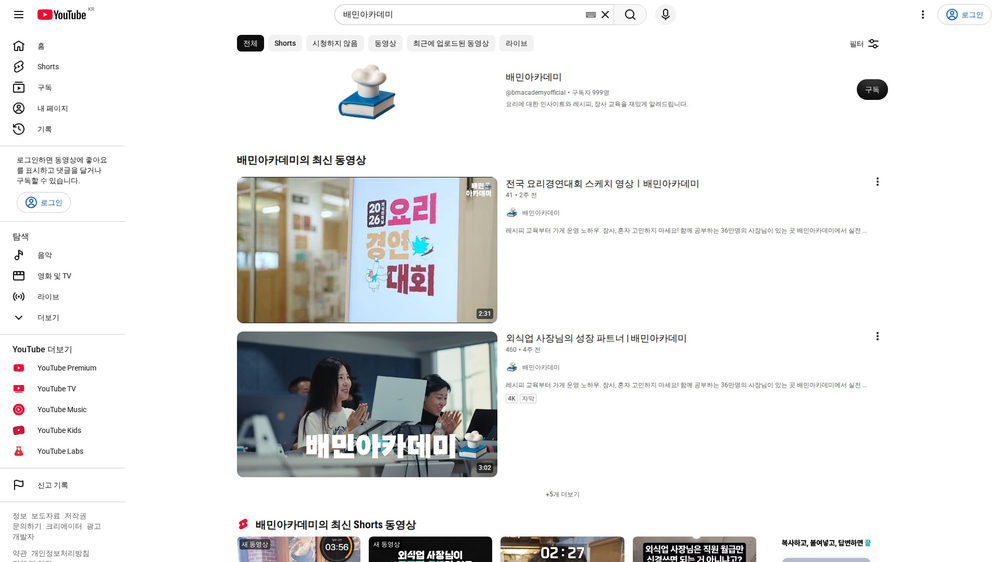 YouTube KR
배민아카데미
로그인
홈
Shorts
구독
내 페이지
기록
로그인하면 동영상에 좋아요
를 표시하고 댓글을 달거나
구독할 수 있습니다.
로그인
탐색
음악
영화 및 TV
라이브
더보기
YouTube 더보기
YouTube Premium
YouTube TV
YouTube Music
YouTube Kids
YouTube Labs
신고 기록
정보 보도자료 저작권
문의하기 크리에이터 광고
개발자
약관 개인정보처리방침
전체 Shorts 시청하지 않음 동영상 최근에 업로드된 동영상 라이브
필터
배민아카데미
@bmacademyofficial • 구독자 999명
요리에 대한 인사이트와 레시피, 장사 교육을 재밌게 알려드립니다.
구독
배민아카데미의 최신 동영상
배민
아카데미
2026
요리
경연
대회
2:31
전국 요리경연대회 스케치 영상ㅣ배민아카데미
41 • 2주 전
배민아카데미
레시피 교육부터 가게 운영 노하우. 장사, 혼자 고민하지 마세요! 함께 공부하는 36만명의 사장님이 있는 곳 배민아카데미에서 실전 ...
배민아카데미
3:02
외식업 사장님의 성장 파트너 | 배민아카데미
460 • 4주 전
배민아카데미
레시피 교육부터 가게 운영 노하우. 장사, 혼자 고민하지 마세요! 함께 공부하는 36만명의 사장님이 있는 곳 배민아카데미에서 실전 ...
4K 자막
+5개 더보기
배민아카데미의 최신 Shorts 동영상
새 동영상
03:56
새 동영상
외식업 사장님이
02:27
외식업 사장님은 직원 월급만
신경쓰면 되는 거 아니냐고?
복사하고, 붙여넣고, 답변하면 끝